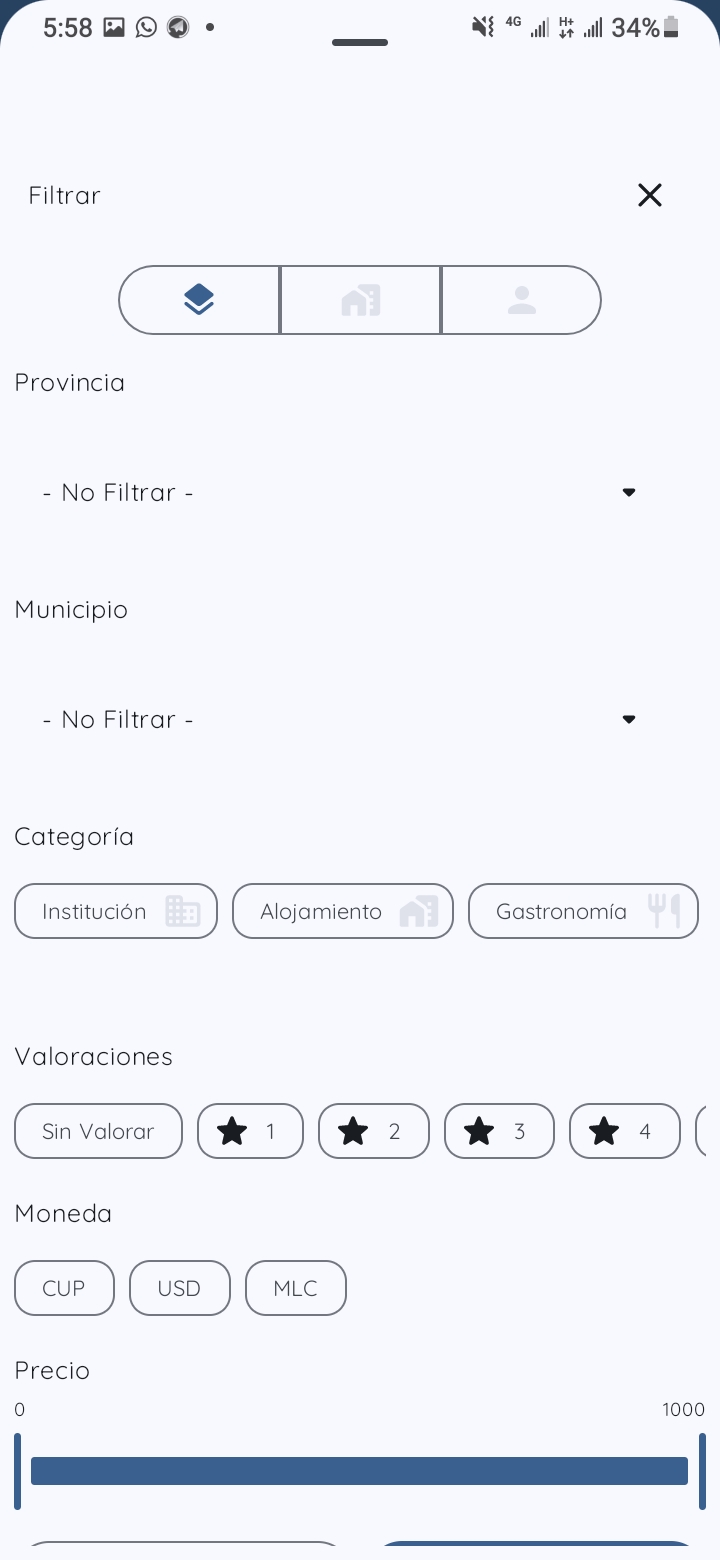 5:58 4G H+ 34%
Filtrar
Provincia
- No Filtrar -
Municipio
- No Filtrar -
Categoría
Institución Alojamiento Gastronomía
Valoraciones
Sin Valorar 1 2 3 4
Moneda
CUP USD MLC
Precio
0 1000